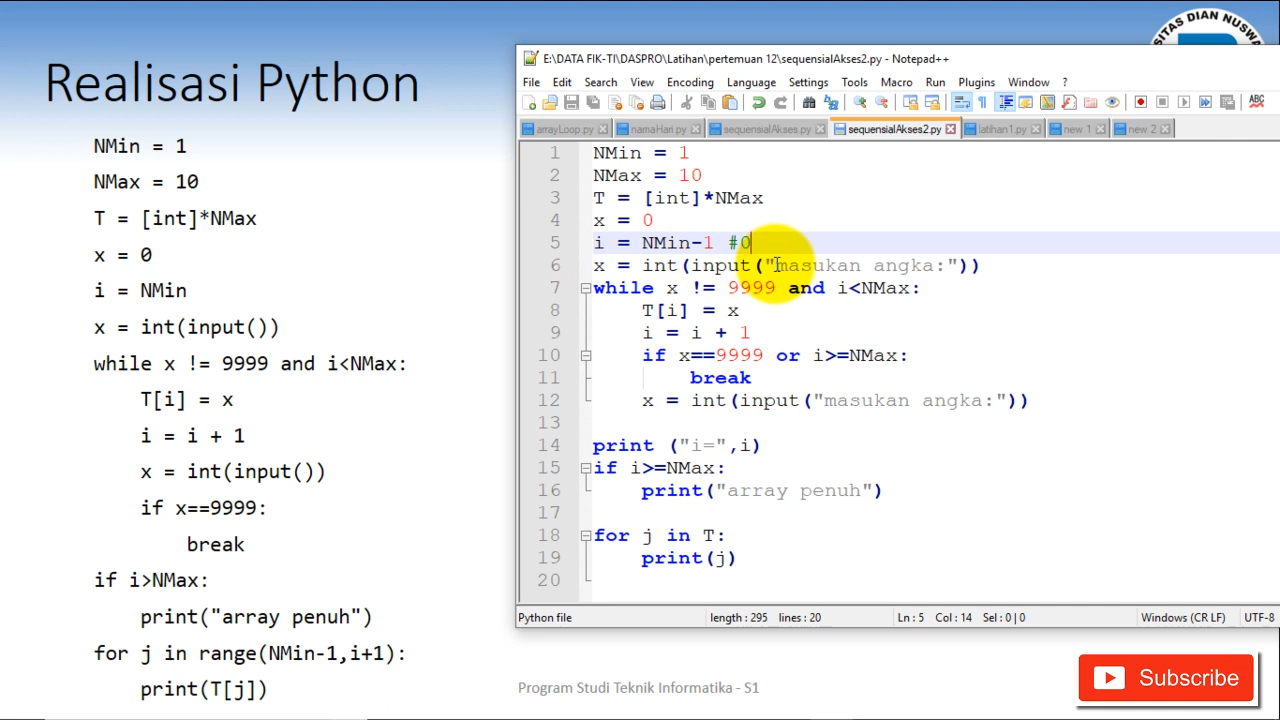 ITAS DIAN NUSW
Realisasi Python
NMin = 1
NMax = 10
T = [int]*NMax
x = 0
i = NMin
x = int(input())
while x != 9999 and i<NMax:
T[i] = x
i = i + 1
x = int(input())
if x==9999:
break
if i>NMax:
print("array penuh")
for j in range(NMin-1,i+1):
print(T[j])
E:\DATA FIK-TI\DASPRO\Latihan\pertemuan 12\sequensialAkses2.py - Notepad++
File Edit Search View Encoding Language Settings Tools Macro Run Plugins Window ?
ABC
arrayLoop.py namaHari.py sequensialAkses.py sequensialAkses2.py latihan1.py new 1 new 2
1 NMin = 1
2 NMax = 10
3 T = [int]*NMax
4 x = 0
5 i = NMin-1 #0
6 x = int(input("masukan angka:"))
7 while x != 9999 and i<NMax:
8 T[i] = x
9 i = i + 1
10 if x==9999 or i>=NMax:
11 break
12 x = int(input("masukan angka:"))
13
14 print ("i=",i)
15 if i>=NMax:
16 print("array penuh")
17
18 for j in T:
19 print(j)
20
Python file length : 295 lines : 20 Ln : 5 Col : 14 Sel : 0 | 0 Windows (CR LF) UTF-8
Program Studi Teknik Informatika - S1
Subscribe